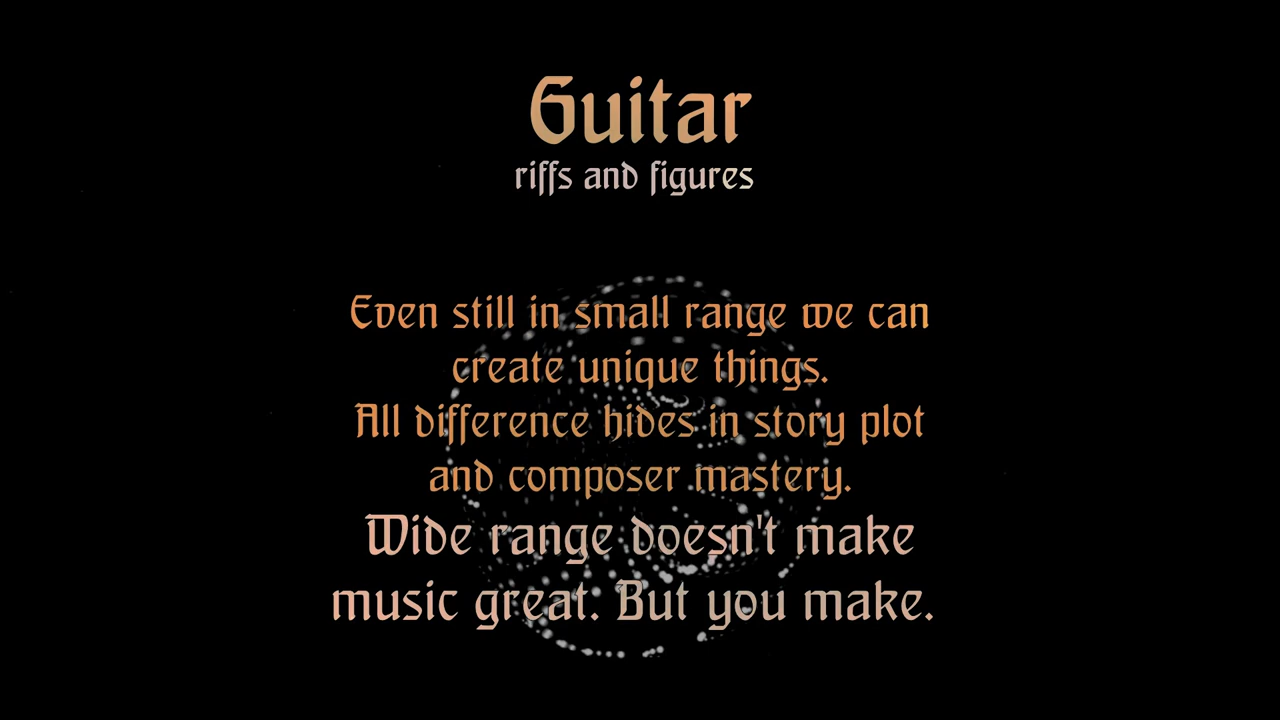 Guitar
riffs and figures
Even still in small range we can
create unique things.
All difference hides in story plot
and composer mastery.
Wide range doesn't make
music great. But you make.